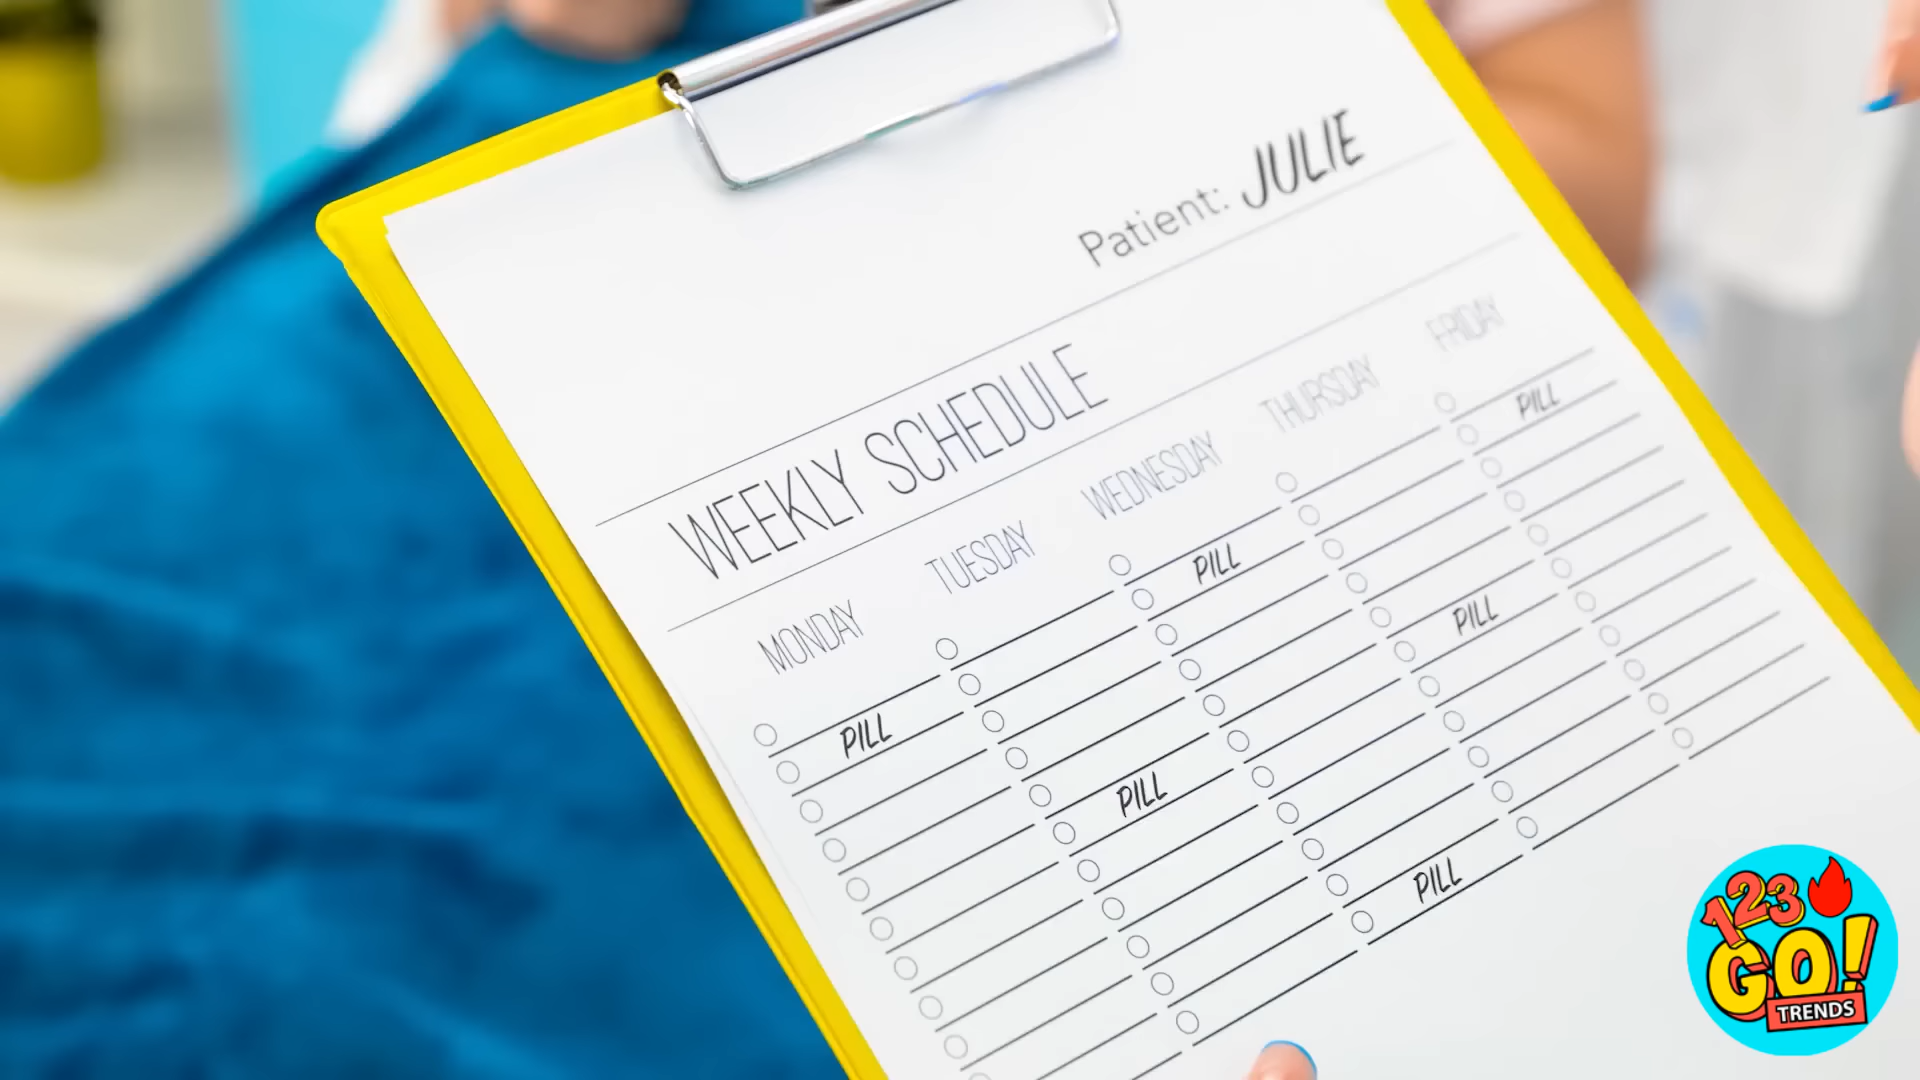 Patient: JULIE
WEEKLY SCHEDULE
MONDAY TUESDAY WEDNESDAY THURSDAY FRIDAY
PILL PILL PILL
PILL PILL
PILL
123
GO!
TRENDS